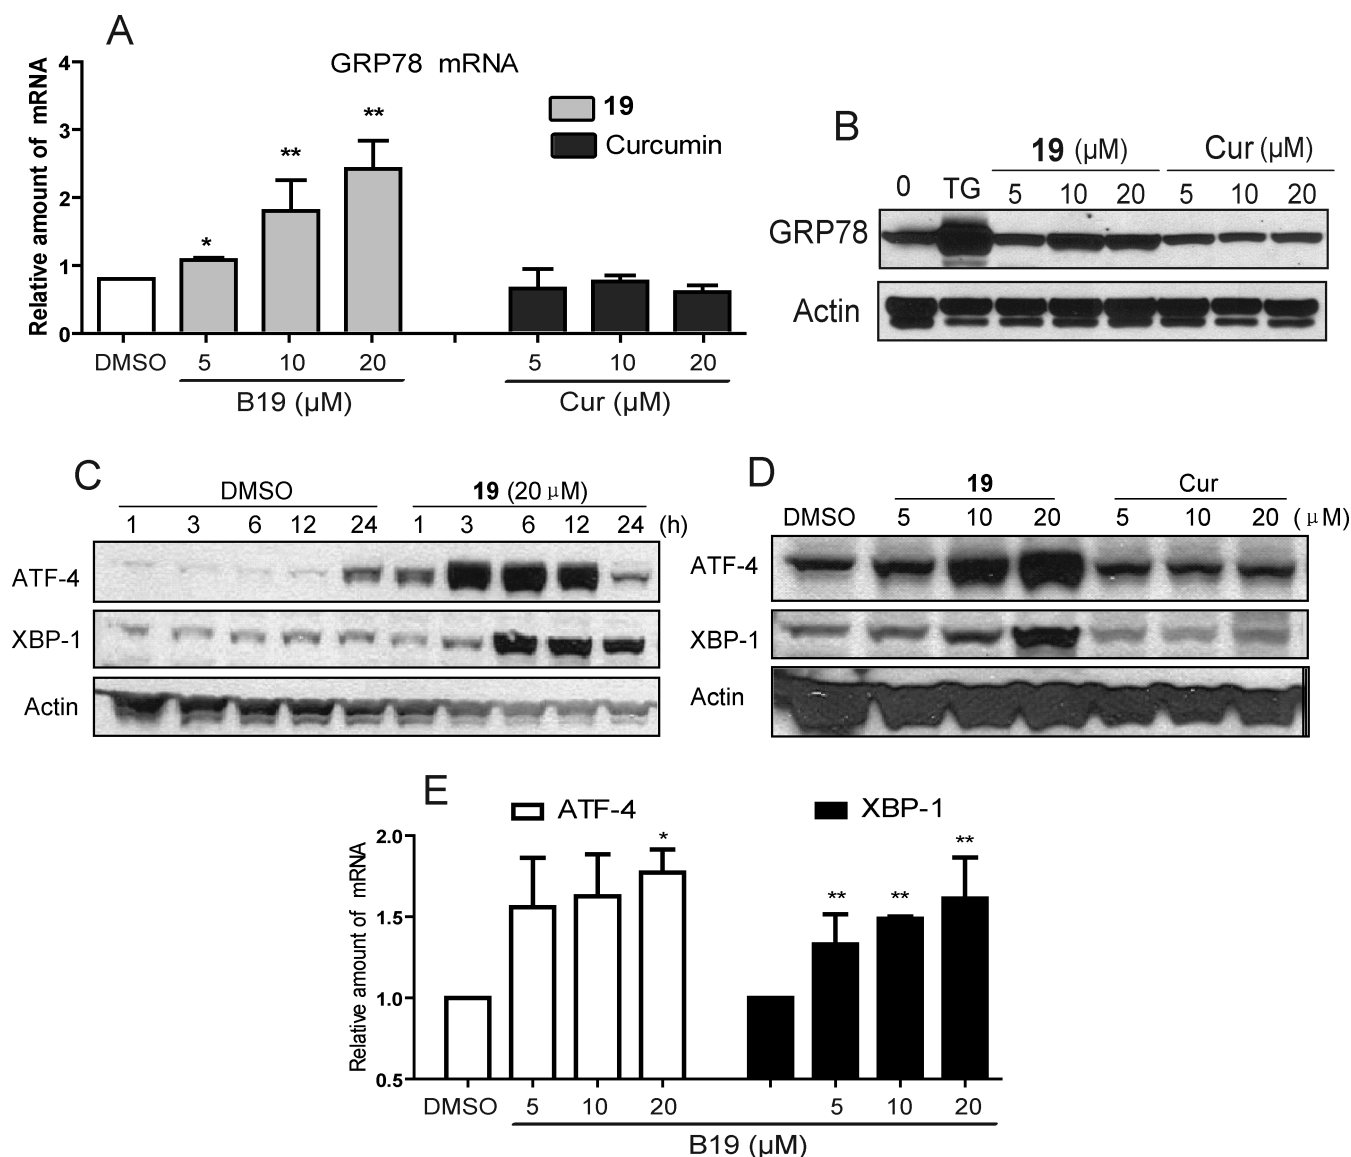 A
GRP78 mRNA
Relative amount of mRNA
4
3
2
1
0
**
**
*
19
Curcumin
DMSO 5 10 20 5 10 20
B19 (μM) Cur (μM)
B
19 (μM) Cur (μM)
0 TG 5 10 20 5 10 20
GRP78
Actin
C
DMSO 19 (20 μM)
1 3 6 12 24 1 3 6 12 24 (h)
ATF-4
XBP-1
Actin
D
19 Cur
DMSO 5 10 20 5 10 20 (μM)
ATF-4
XBP-1
Actin
E
ATF-4 XBP-1
Relative amount of mRNA
2.0
1.5
1.0
0.5
* **
** **
DMSO 5 10 20 5 10 20
B19 (μM)